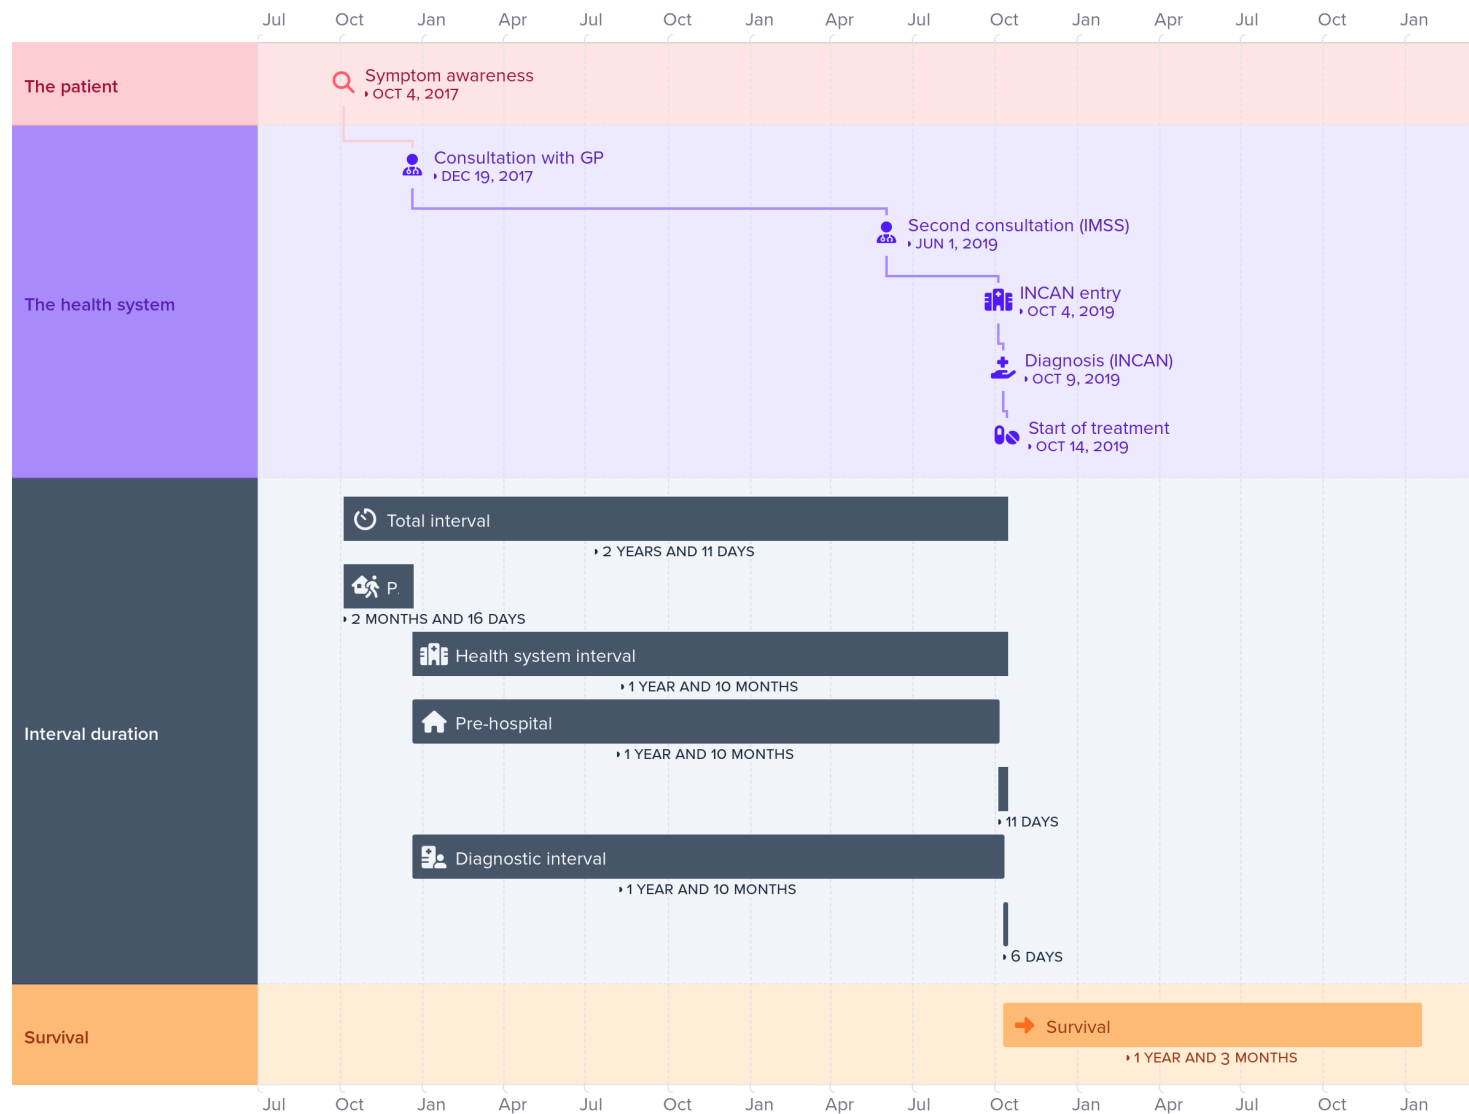 Jul Oct Jan Apr Jul Oct Jan Apr Jul Oct Jan Apr Jul Oct Jan
The patient
Symptom awareness
OCT 4, 2017
The health system
Consultation with GP
DEC 19, 2017
Second consultation (IMSS)
JUN 1, 2019
INCAN entry
OCT 4, 2019
Diagnosis (INCAN)
OCT 9, 2019
Start of treatment
OCT 14, 2019
Interval duration
Total interval
2 YEARS AND 11 DAYS
P.
2 MONTHS AND 16 DAYS
Health system interval
1 YEAR AND 10 MONTHS
Pre-hospital
1 YEAR AND 10 MONTHS
11 DAYS
Diagnostic interval
1 YEAR AND 10 MONTHS
6 DAYS
Survival
Survival
1 YEAR AND 3 MONTHS
Jul Oct Jan Apr Jul Oct Jan Apr Jul Oct Jan Apr Jul Oct Jan